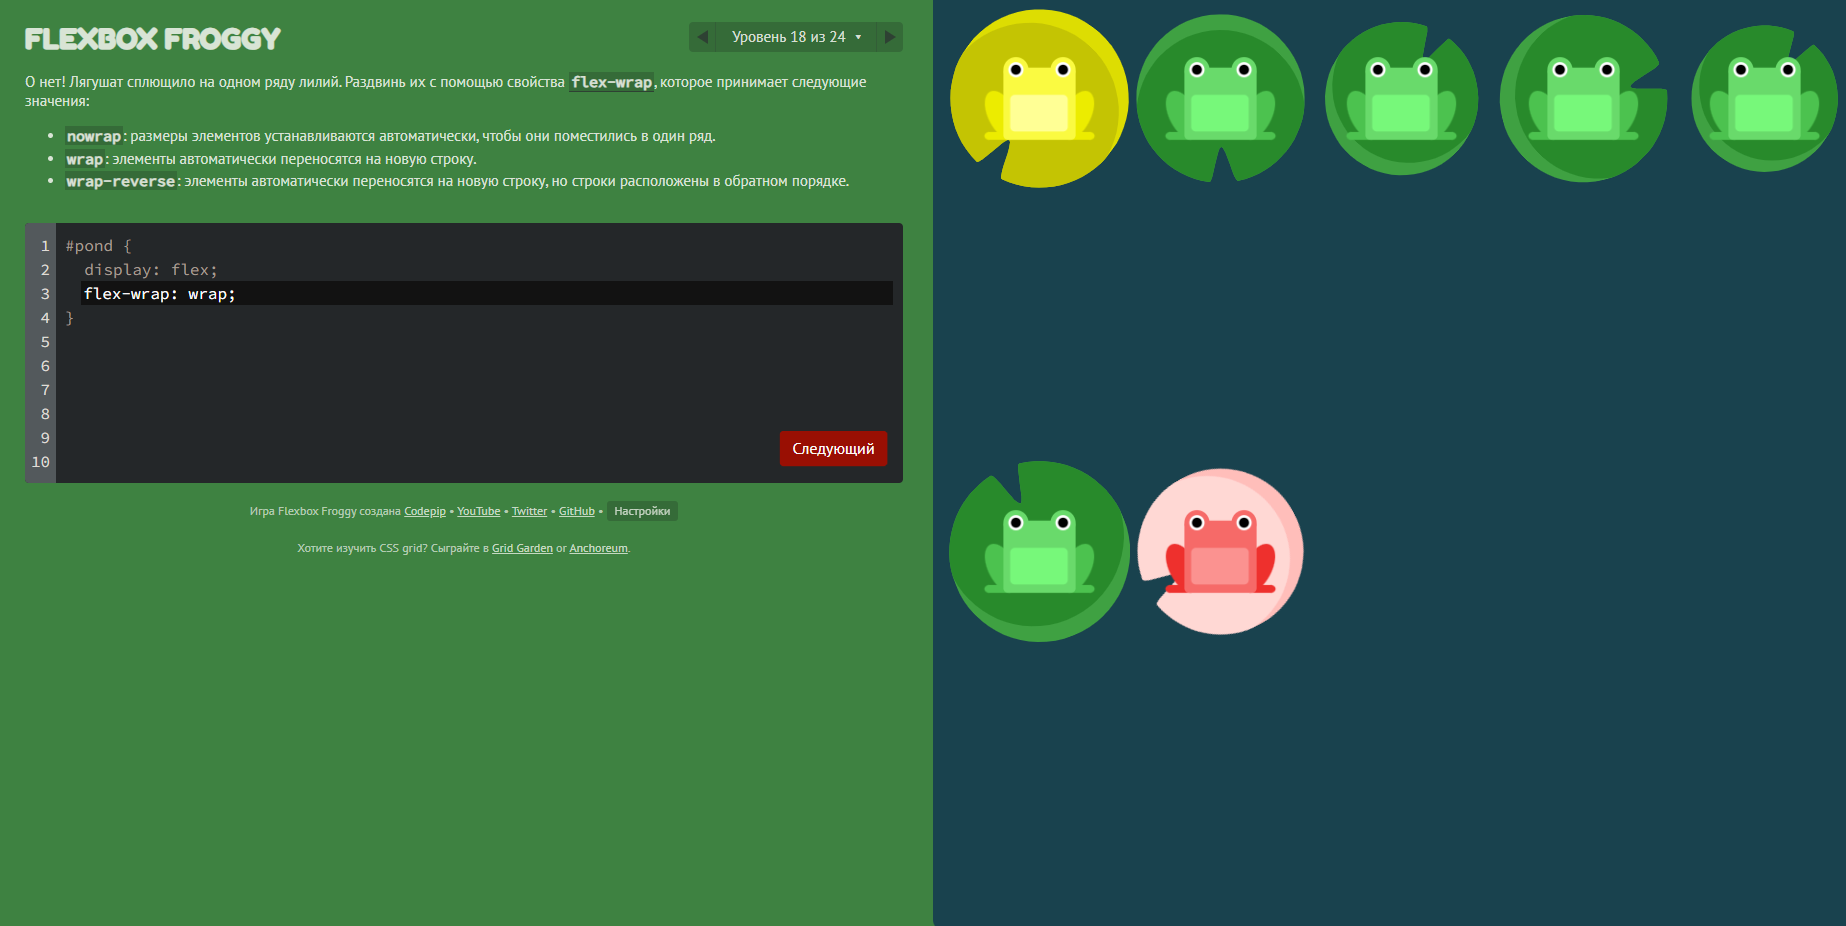 FLEXBOX FROGGY
Уровень 18 из 24
О нет! Лягушат сплющило на одном ряду лилий. Раздвинь их с помощью свойства flex-wrap, которое принимает следующие
значения:
• nowrap: размеры элементов устанавливаются автоматически, чтобы они поместились в один ряд.
• wrap: элементы автоматически переносятся на новую строку.
• wrap-reverse: элементы автоматически переносятся на новую строку, но строки расположены в обратном порядке.
1 #pond {
2 display: flex;
3 flex-wrap: wrap;
4 }
5
6
7
8
9
10
Следующий
Игра Flexbox Froggy создана Codepip • YouTube • Twitter • GitHub • Настройки
Хотите изучить CSS grid? Сыграйте в Grid Garden or Anchoreum.